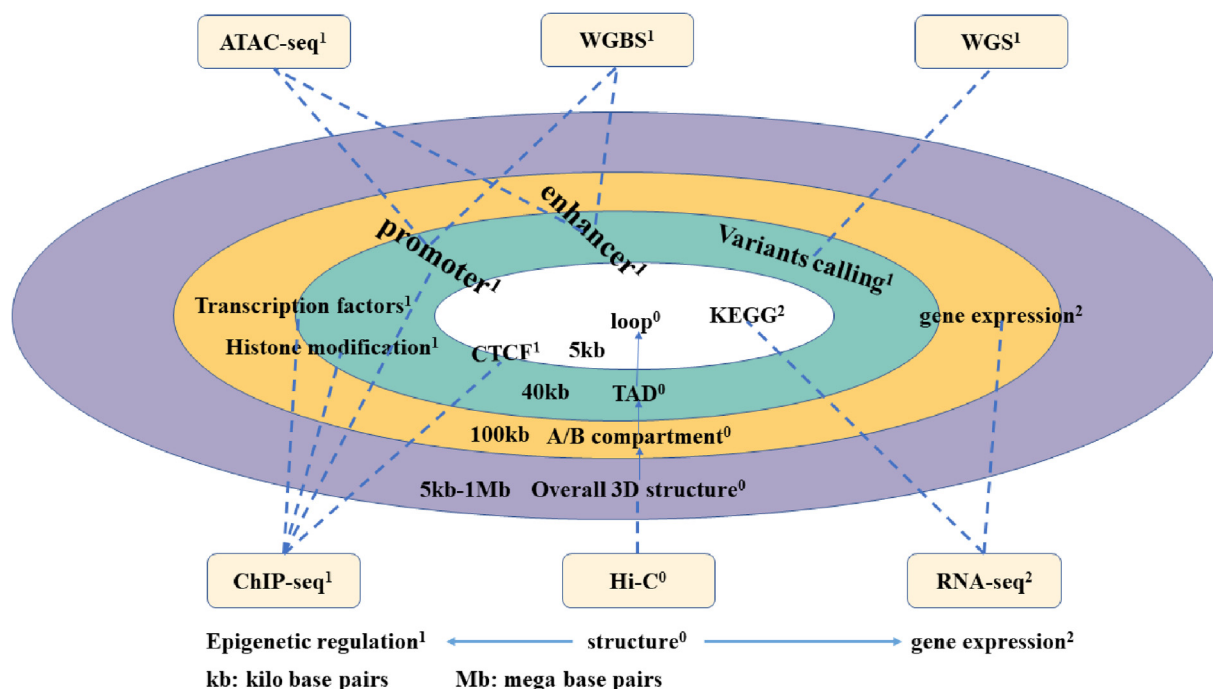 ATAC-seq¹
WGBS¹
WGS¹
enhancer¹
promoter¹
Variants calling¹
Transcription factors¹
loop⁰
KEGG²
gene expression²
Histone modification¹
CTCF¹
5kb
40kb
TAD⁰
100kb
A/B compartment⁰
5kb-1Mb
Overall 3D structure⁰
ChIP-seq¹
Hi-C⁰
RNA-seq²
Epigenetic regulation¹
structure⁰
gene expression²
kb: kilo base pairs
Mb: mega base pairs